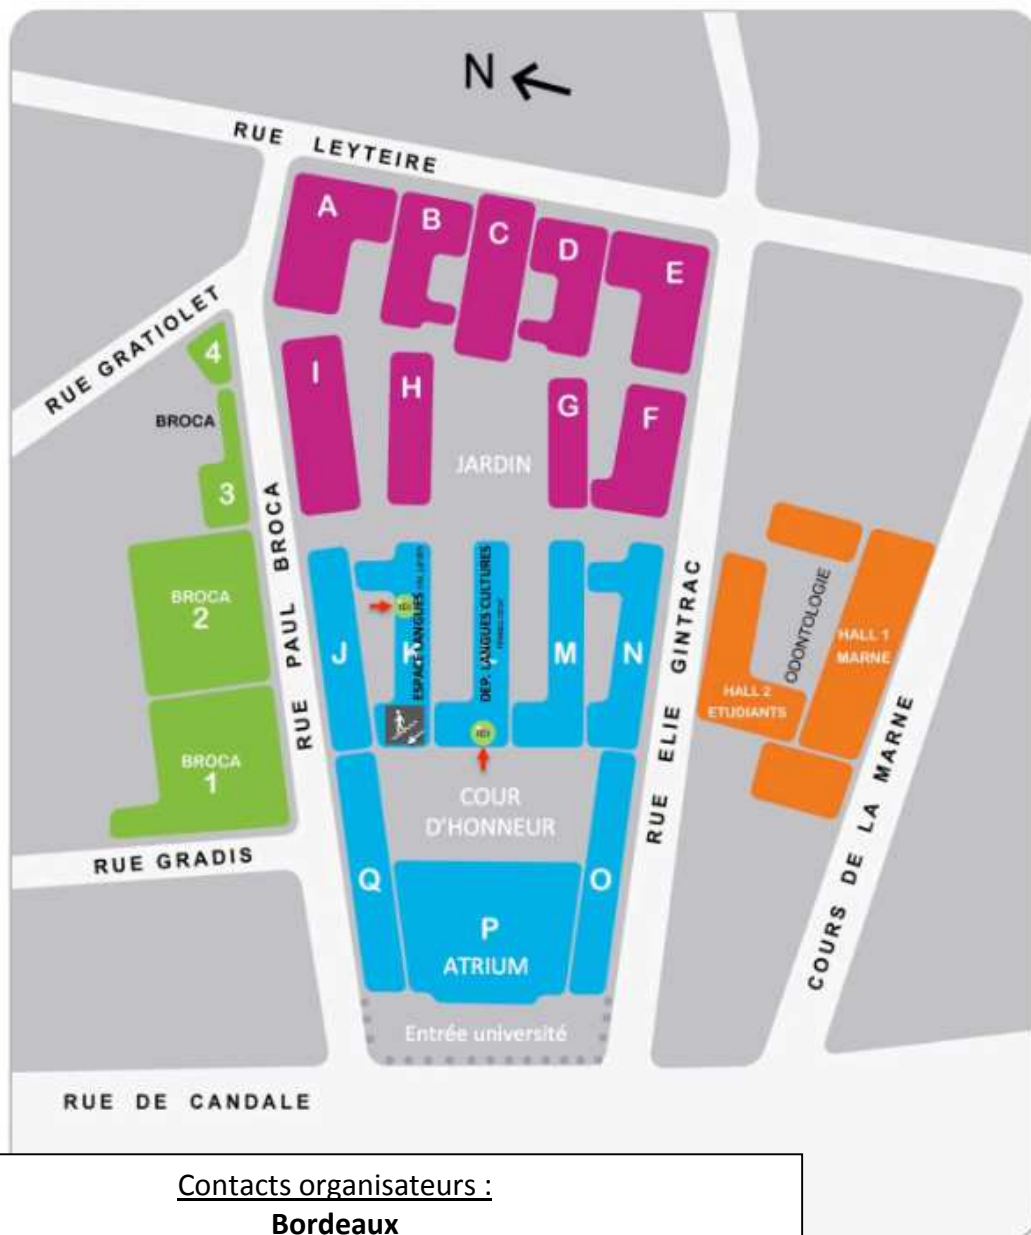 N
RUE LEYTEIRE
A
B
C
D
E
RUE GRATIOLET
4
BROCA
3
I
H
G
F
JARDIN
RUE PAUL BROCA
BROCA
2
BROCA
1
J
ESPACE LANGUES
DEP. LANGUES CULTURES
M
N
RUE ELIE GINTRAC
ODONTOLOGIE
HALL 1
MARNE
HALL 2
ETUDIANTS
COURS DE LA MARNE
COUR
D'HONNEUR
RUE GRADIS
Q
O
P
ATRIUM
Entrée université
RUE DE CANDALE
Contacts organisateurs :
Bordeaux